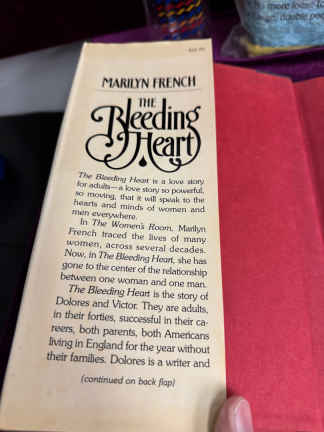 MARILYN FRENCH
THE
Bleeding
Heart
The Bleeding Heart is a love story
for adults—a love story so powerful,
so moving, that it will speak to the
hearts and minds of women and
men everywhere.
In The Women's Room, Marilyn
French traced the lives of many
women, across several decades.
Now, in The Bleeding Heart, she has
gone to the center of the relationship
between one woman and one man.
The Bleeding Heart is the story of
Dolores and Victor. They are adults,
in their forties, successful in their ca-
reers, both parents, both Americans
living in England for the year without
their families. Dolores is a writer and
(continued on back flap)